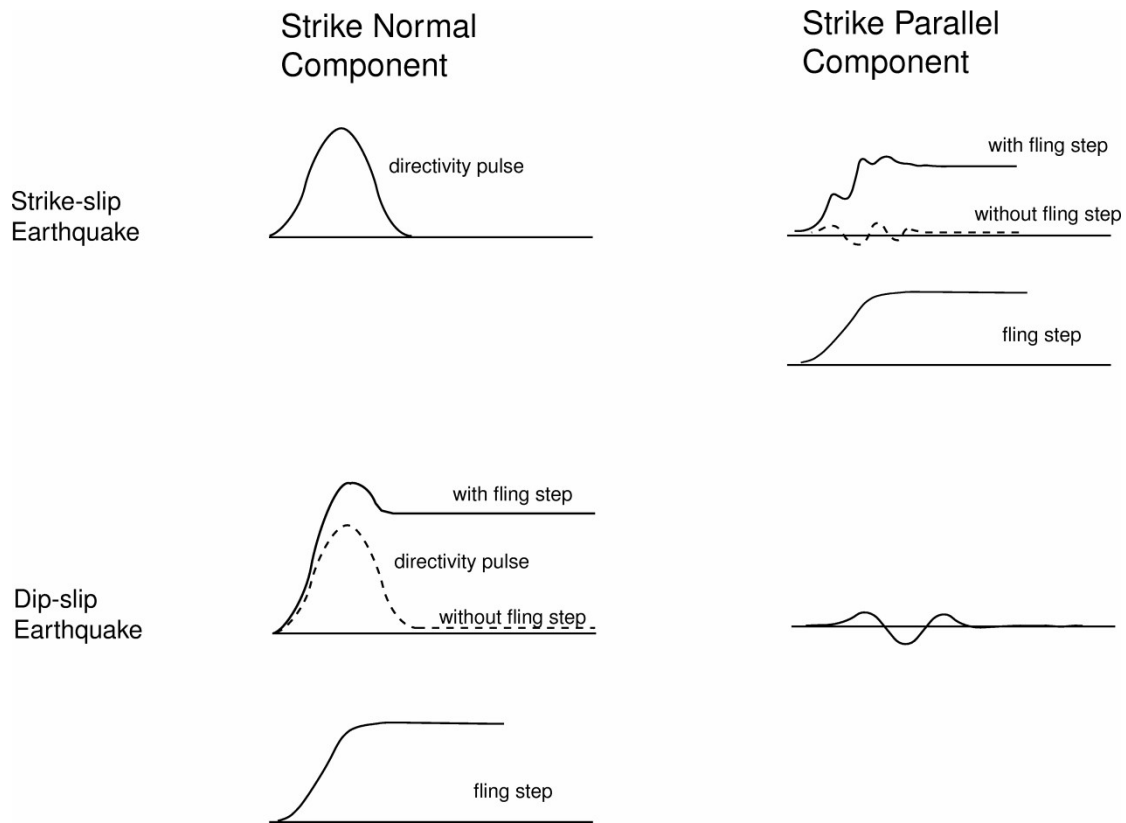 Strike Normal
Component
Strike Parallel
Component
Strike-slip
Earthquake
directivity pulse
with fling step
without fling step
fling step
Dip-slip
Earthquake
with fling step
directivity pulse
without fling step
fling step